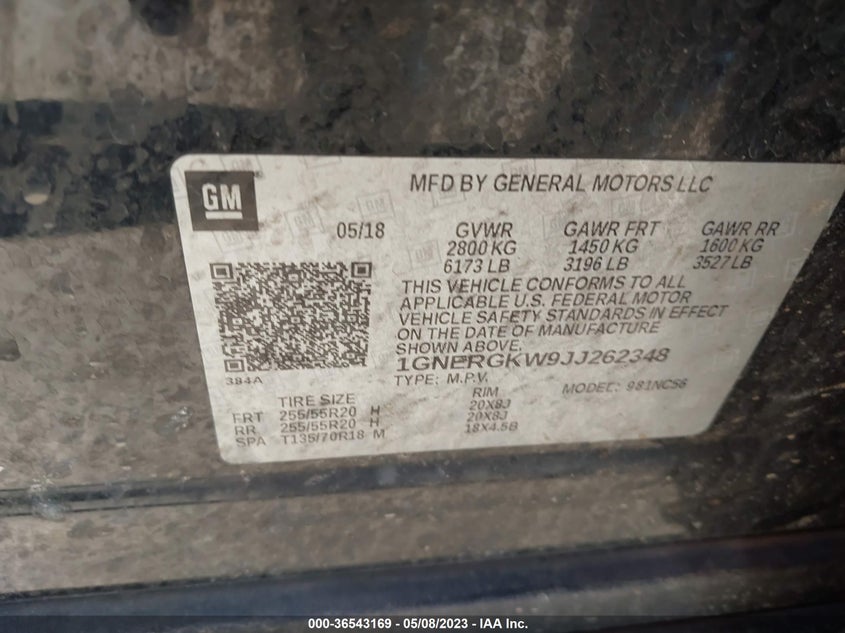 GM
MFD BY GENERAL MOTORS LLC
05/18 GVWR GAWR FRT GAWR RR
2800 KG 1450 KG 1600 KG
6173 LB 3196 LB 3527 LB
THIS VEHICLE CONFORMS TO ALL
APPLICABLE U.S. FEDERAL MOTOR
VEHICLE SAFETY STANDARDS IN EFFECT
ON THE DATE OF MANUFACTURE
SHOWN ABOVE.
1GNERGKW9JJ262348
384A
TYPE: M.P.V. MODEL: 981NCS6
TIRE SIZE RIM
FRT 255/55R20 H 20X8J
RR 255/55R20 H 20X8J
SPA T135/70R18 M 18X4.5B
000-36543169 - 05/08/2023 - IAA Inc.